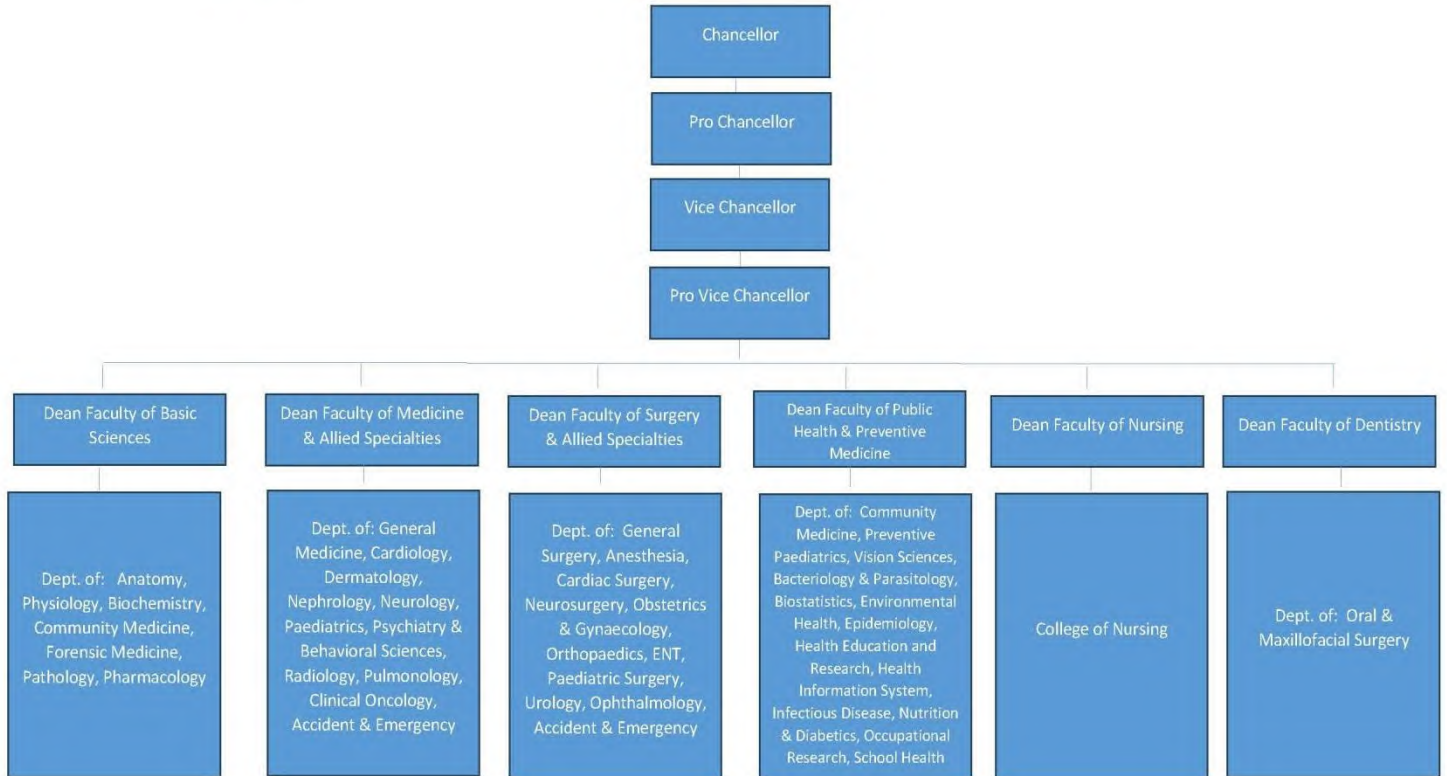 Chancellor
Pro Chancellor
Vice Chancellor
Pro Vice Chancellor
Dean Faculty of Basic
Sciences
Dean Faculty of Medicine
& Allied Specialties
Dean Faculty of Surgery
& Allied Specialties
Dean Faculty of Public
Health & Preventive
Medicine
Dean Faculty of Nursing
Dean Faculty of Dentistry
Dept. of: Anatomy,
Physiology, Biochemistry,
Community Medicine,
Forensic Medicine,
Pathology, Pharmacology
Dept. of: General
Medicine, Cardiology,
Dermatology,
Nephrology, Neurology,
Paediatrics, Psychiatry &
Behavioral Sciences,
Radiology, Pulmonology,
Clinical Oncology,
Accident & Emergency
Dept. of: General
Surgery, Anesthesia,
Cardiac Surgery,
Neurosurgery, Obstetrics
& Gynaecology,
Orthopaedics, ENT,
Paediatric Surgery,
Urology, Ophthalmology,
Accident & Emergency
Dept. of: Community
Medicine, Preventive
Paediatrics, Vision Sciences,
Bacteriology & Parasitology,
Biostatistics, Environmental
Health, Epidemiology,
Health Education and
Research, Health
Information System,
Infectious Disease, Nutrition
& Diabetics, Occupational
Research, School Health
College of Nursing
Dept. of: Oral &
Maxillofacial Surgery